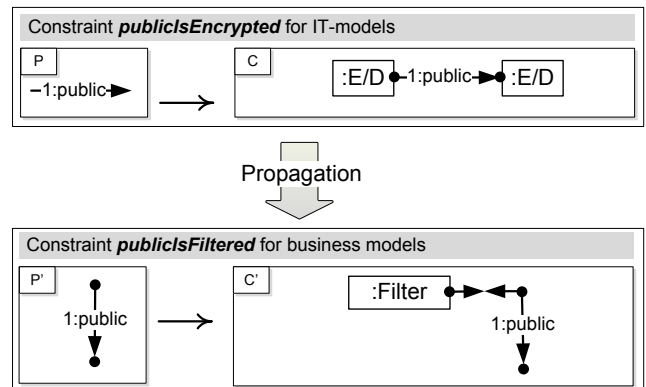 Constraint publicIsEncrypted for IT-models
P
C
1:public
:E/D
1:public
:E/D
Propagation
Constraint publicIsFiltered for business models
P'
C'
1:public
:Filter
1:public